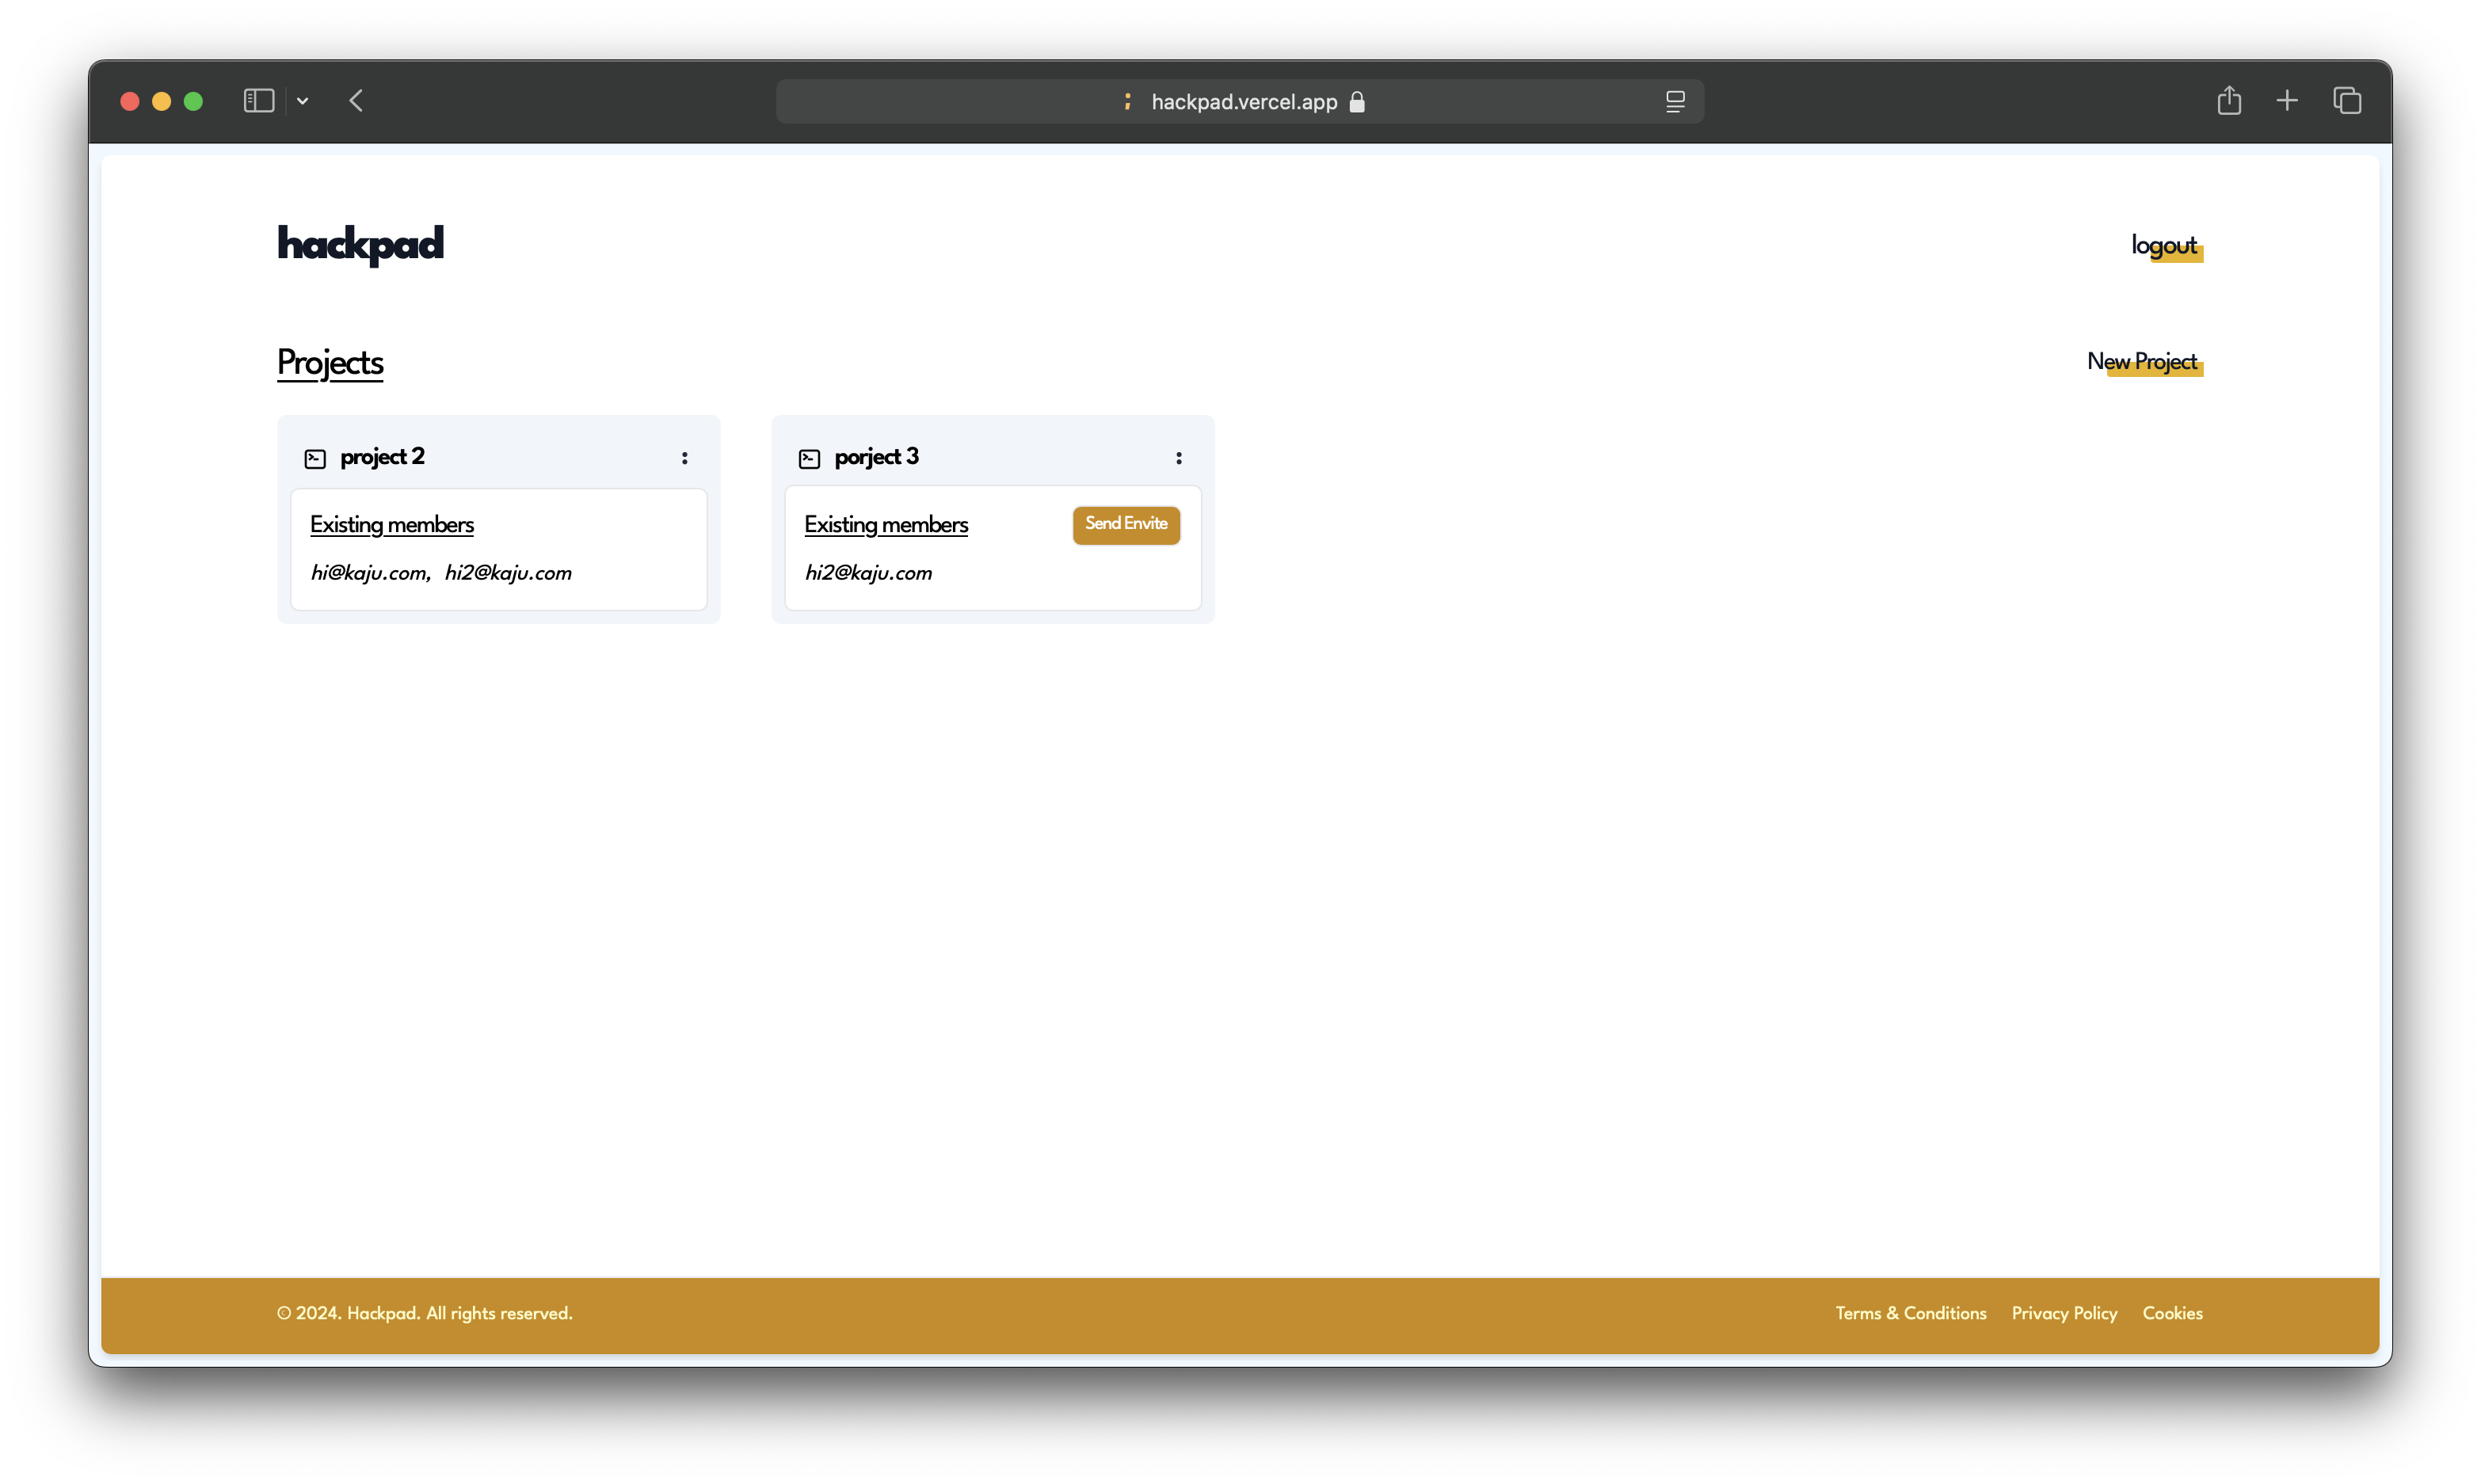 hackpad.vercel.app
hackpad
logout
Projects
New Project
project 2
Existing members
hi@kaju.com, hi2@kaju.com
porject 3
Existing members
Send Envite
hi2@kaju.com
© 2024. Hackpad. All rights reserved.
Terms & Conditions Privacy Policy Cookies